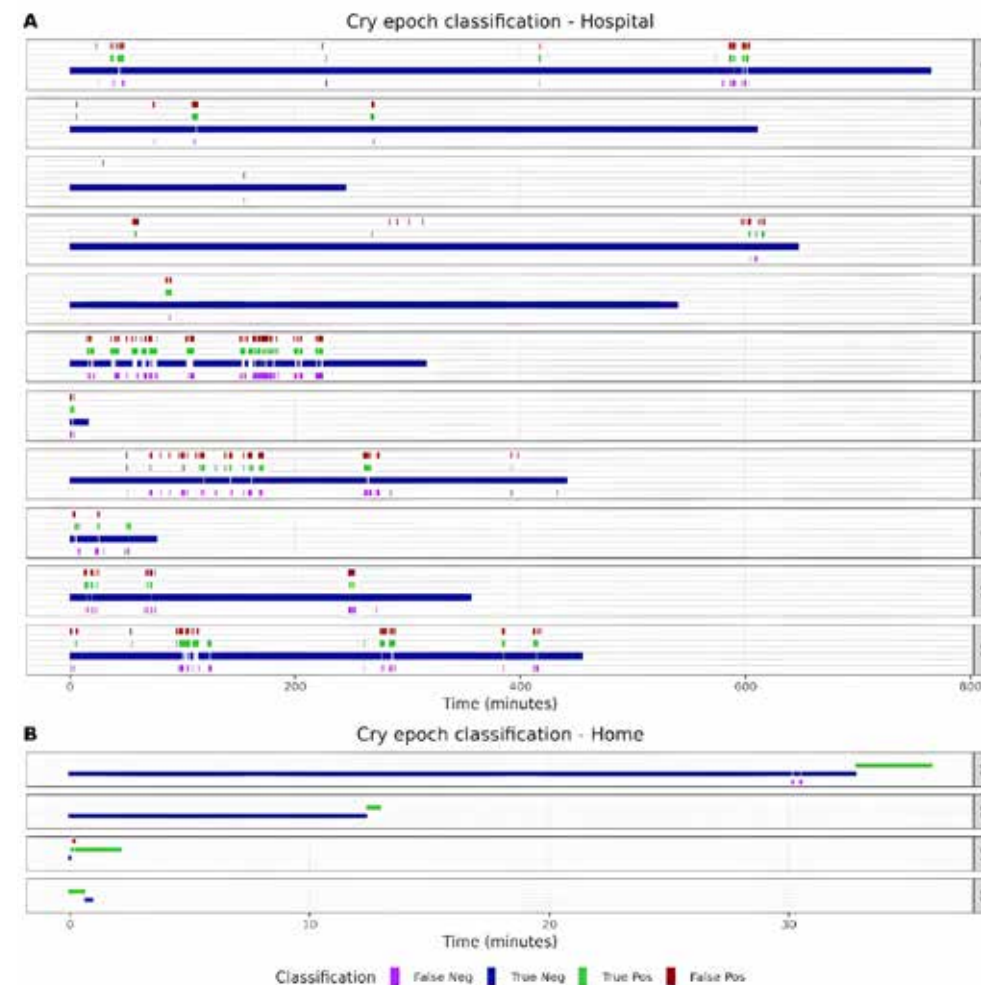 A
Cry epoch classification - Hospital
0 200 400 600 800
Time (minutes)
B
Cry epoch classification - Home
0 10 20 30
Time (minutes)
Classification False Neg True Neg True Pos False Pos